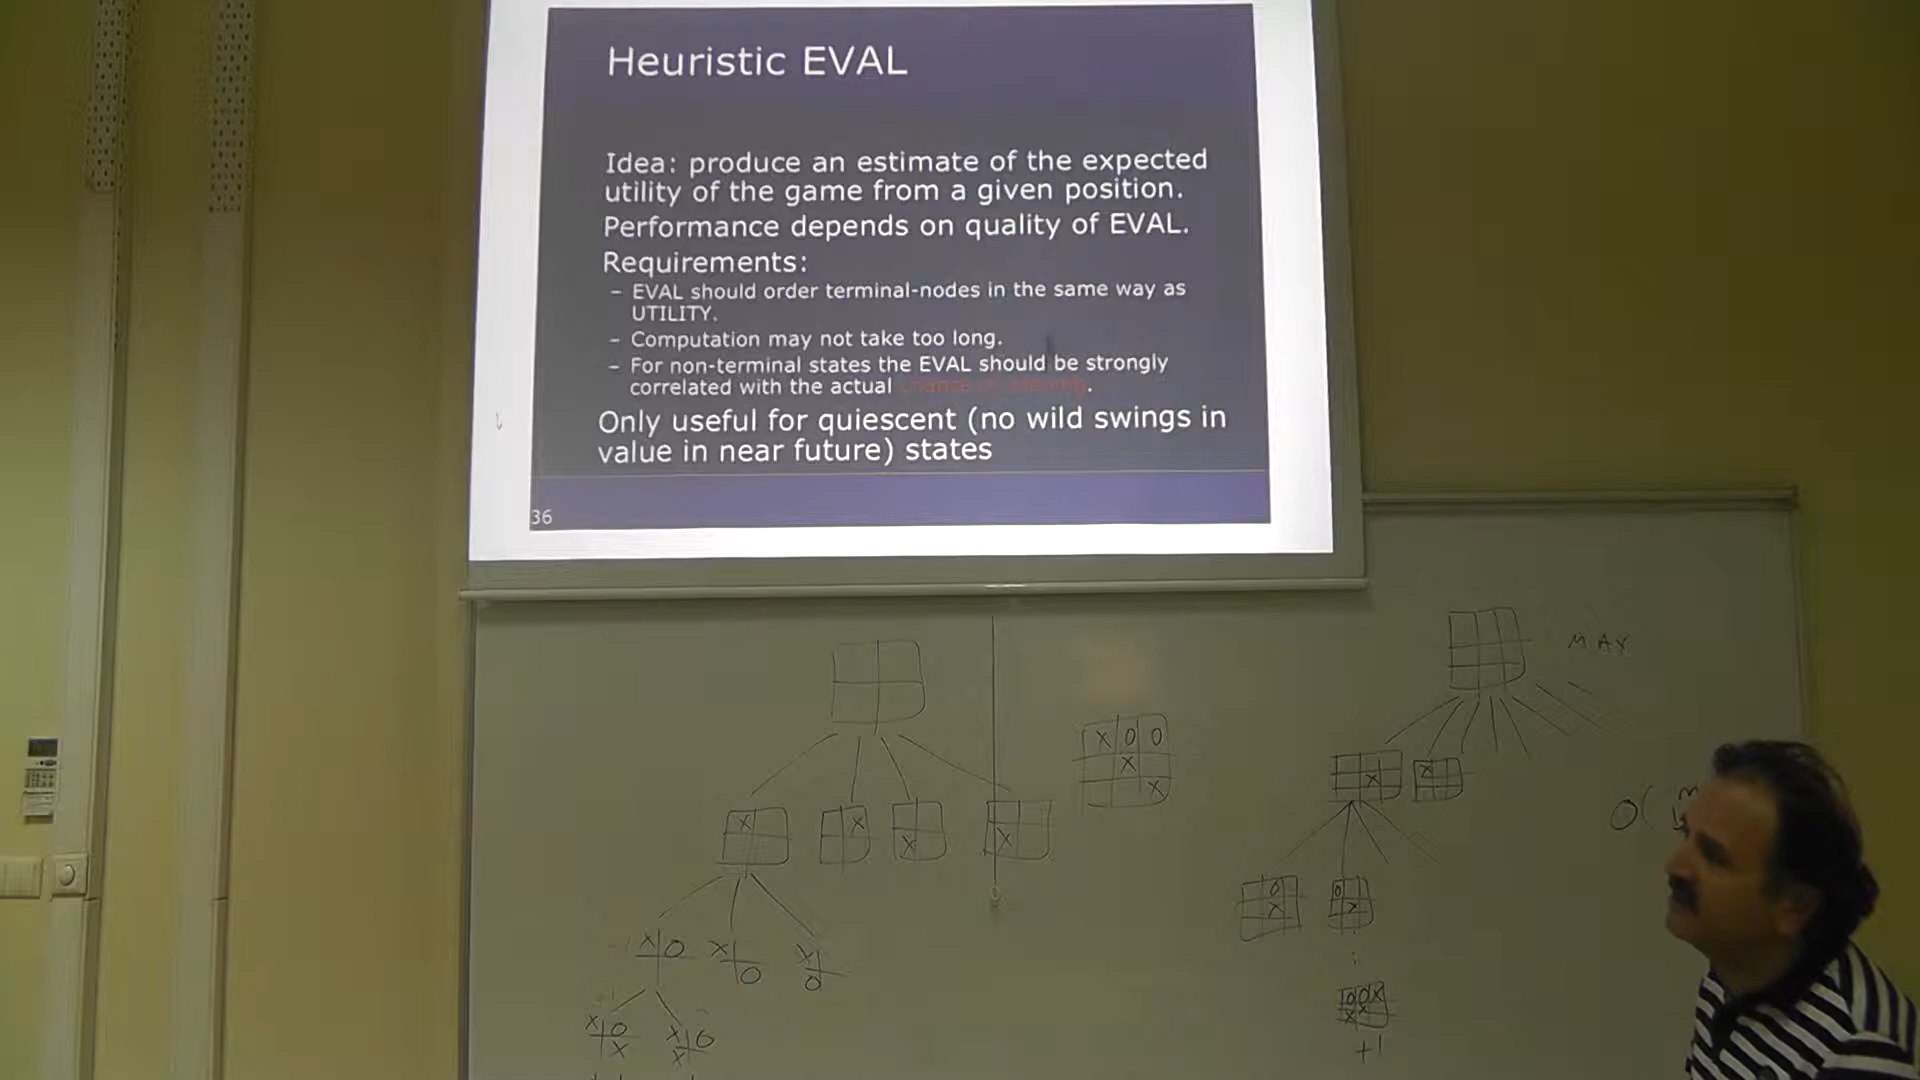 Heuristic EVAL
Idea: produce an estimate of the expected
utility of the game from a given position.
Performance depends on quality of EVAL.
Requirements:
– EVAL should order terminal-nodes in the same way as
UTILITY.
– Computation may not take too long.
– For non-terminal states the EVAL should be strongly
correlated with the actual chance of winning.
Only useful for quiescent (no wild swings in
value in near future) states
36
MAX
X O O
X
X
X
X
X
X
X
X
O(
O
X
O
X
X O
X
O
X
O
X O
X
X O
X
+1